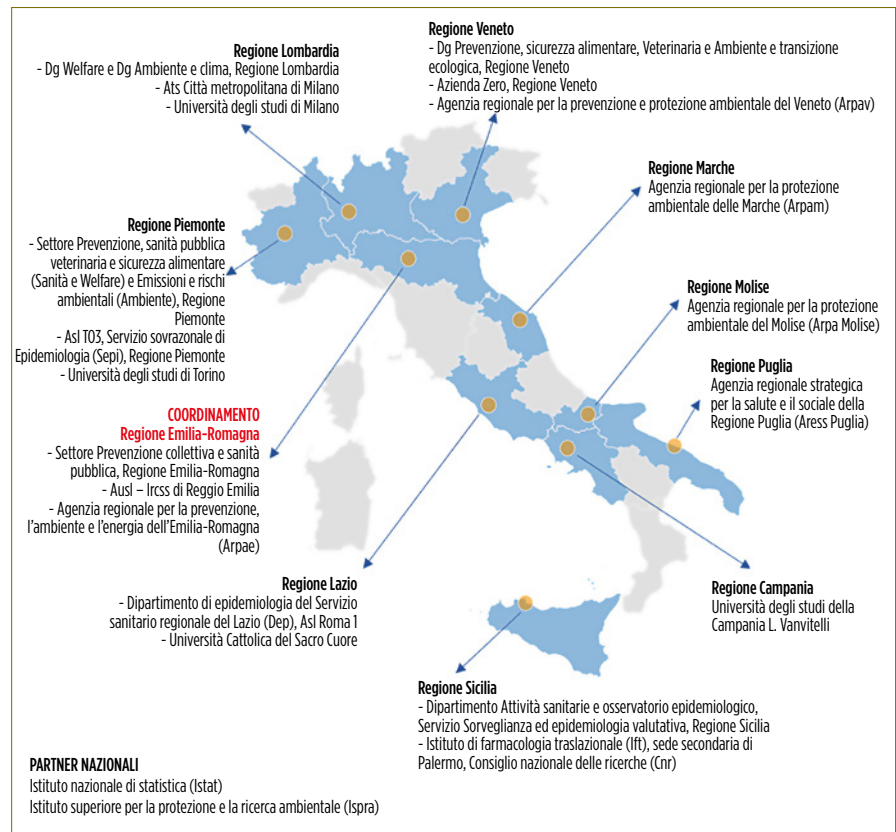 Regione Lombardia
- Dg Welfare e Dg Ambiente e clima, Regione Lombardia
- Ats Città metropolitana di Milano
- Università degli studi di Milano
Regione Veneto
- Dg Prevenzione, sicurezza alimentare, Veterinaria e Ambiente e transizione
ecologica, Regione Veneto
- Azienda Zero, Regione Veneto
- Agenzia regionale per la prevenzione e protezione ambientale del Veneto (Arpav)
Regione Marche
Agenzia regionale per la protezione
ambientale delle Marche (Arpam)
Regione Piemonte
- Settore Prevenzione, sanità pubblica
veterinaria e sicurezza alimentare
(Sanità e Welfare) e Emissioni e rischi
ambientali (Ambiente), Regione
Piemonte
- Asl TO3, Servizio sovrazonale di
Epidemiologia (Sepi), Regione Piemonte
- Università degli studi di Torino
Regione Molise
Agenzia regionale per la protezione
ambientale del Molise (Arpa Molise)
Regione Puglia
Agenzia regionale strategica
per la salute e il sociale della
Regione Puglia (Aress Puglia)
COORDINAMENTO
Regione Emilia-Romagna
- Settore Prevenzione collettiva e sanità
pubblica, Regione Emilia-Romagna
- Ausl – Ircss di Reggio Emilia
- Agenzia regionale per la prevenzione,
l'ambiente e l'energia dell'Emilia-Romagna
(Arpae)
Regione Lazio
- Dipartimento di epidemiologia del Servizio
sanitario regionale del Lazio (Dep), Asl Roma 1
- Università Cattolica del Sacro Cuore
Regione Campania
Università degli studi della
Campania L. Vanvitelli
Regione Sicilia
- Dipartimento Attività sanitarie e osservatorio epidemiologico,
Servizio Sorveglianza ed epidemiologia valutativa, Regione Sicilia
- Istituto di farmacologia traslazionale (Ift), sede secondaria di
Palermo, Consiglio nazionale delle ricerche (Cnr)
PARTNER NAZIONALI
Istituto nazionale di statistica (Istat)
Istituto superiore per la protezione e la ricerca ambientale (Ispra)